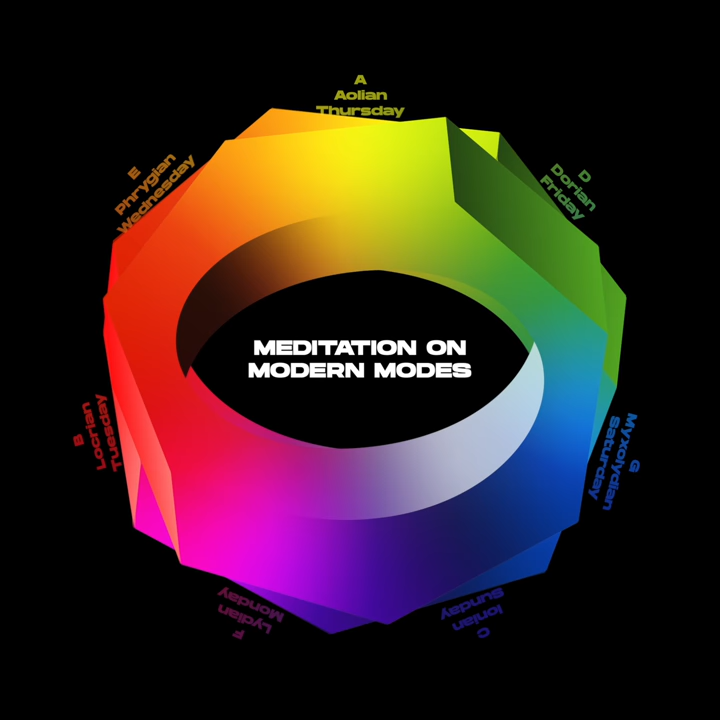 A
Aolian
Thursday
E
Phrygian
Wednesday
D
Dorian
Friday
MEDITATION ON
MODERN MODES
B
Locrian
Tuesday
G
Myxolydian
Saturday
F
Lydian
Monday
C
Ionian
Sunday